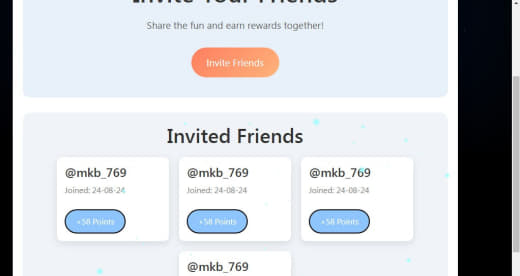 Invite Your Friends
Share the fun and earn rewards together!
Invite Friends
Invited Friends
@mkb_769
Joined: 24-08-24
+58 Points
@mkb_769
Joined: 24-08-24
+58 Points
@mkb_769
Joined: 24-08-24
+58 Points
@mkb_769